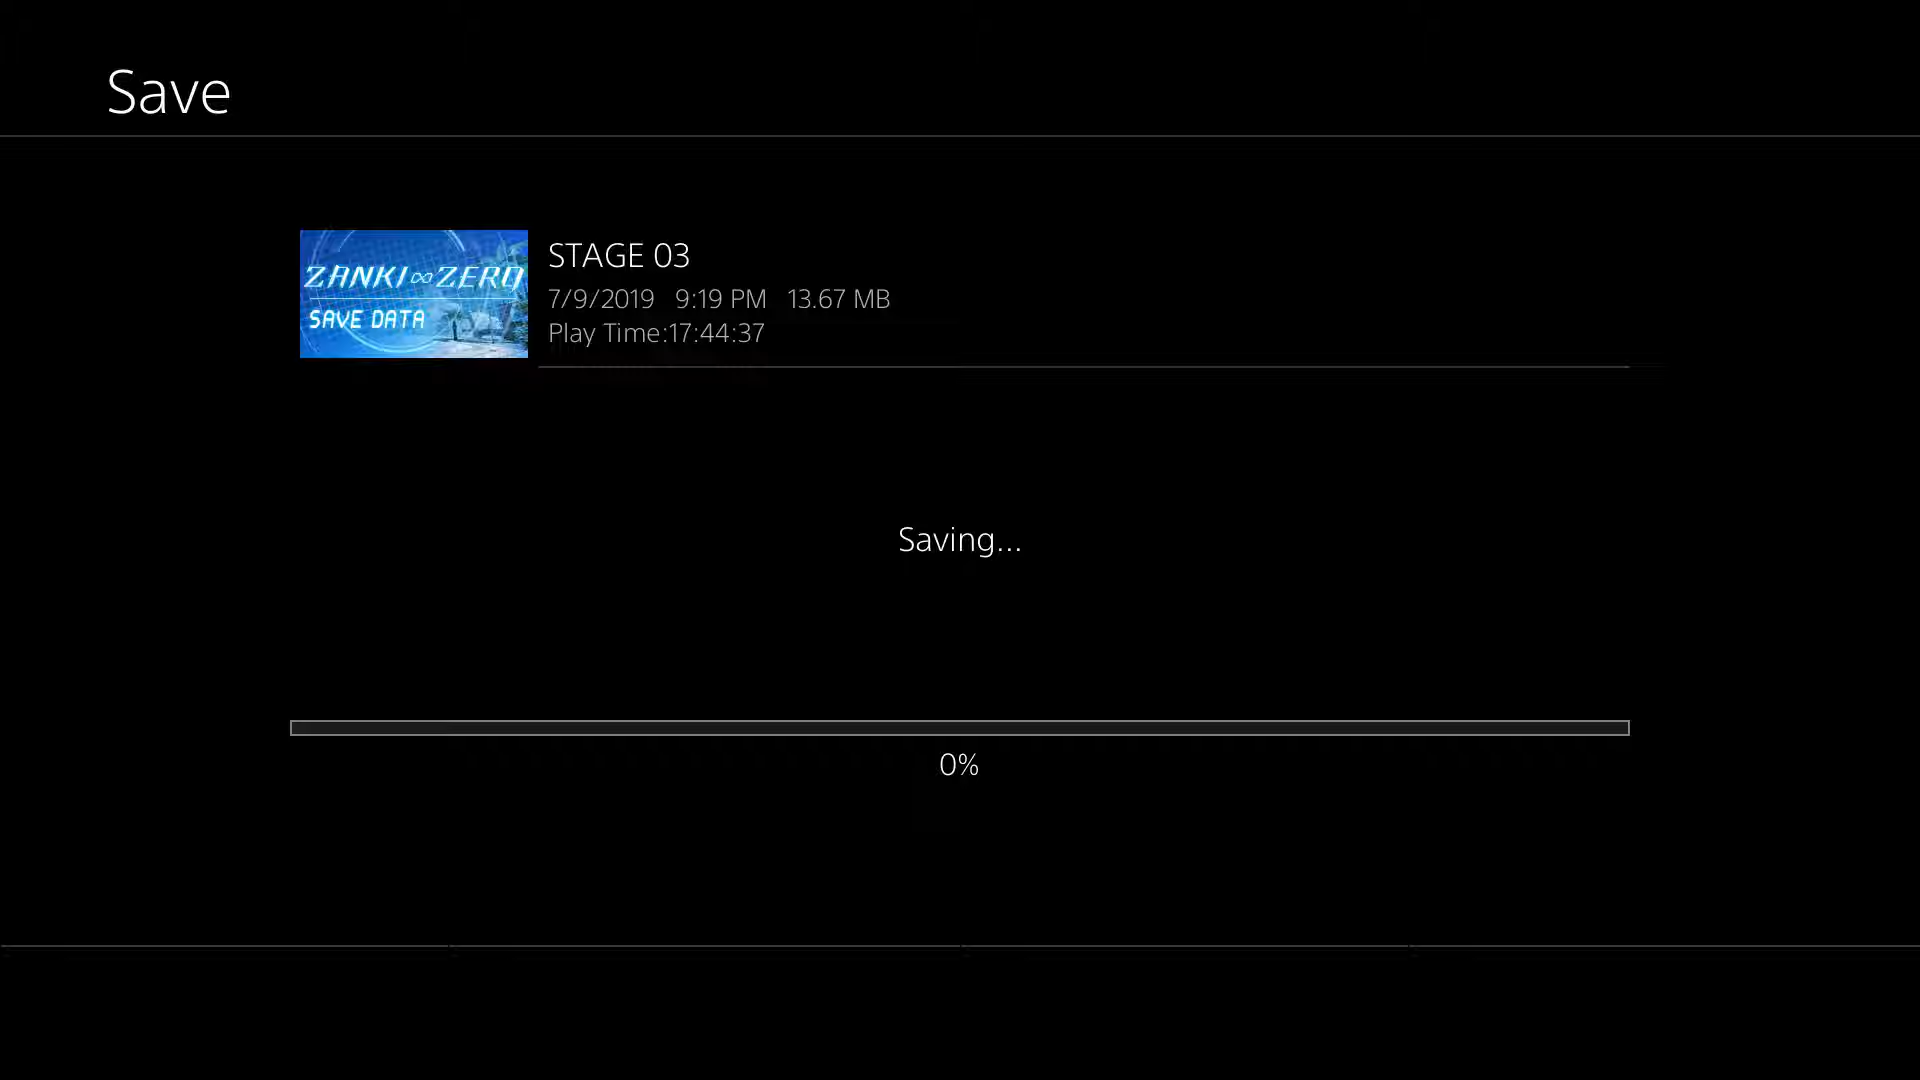 Save
ZANKI∞ZERO
SAVE DATA
STAGE 03
7/9/2019 9:19 PM 13.67 MB
Play Time:17:44:37
Saving...
0%